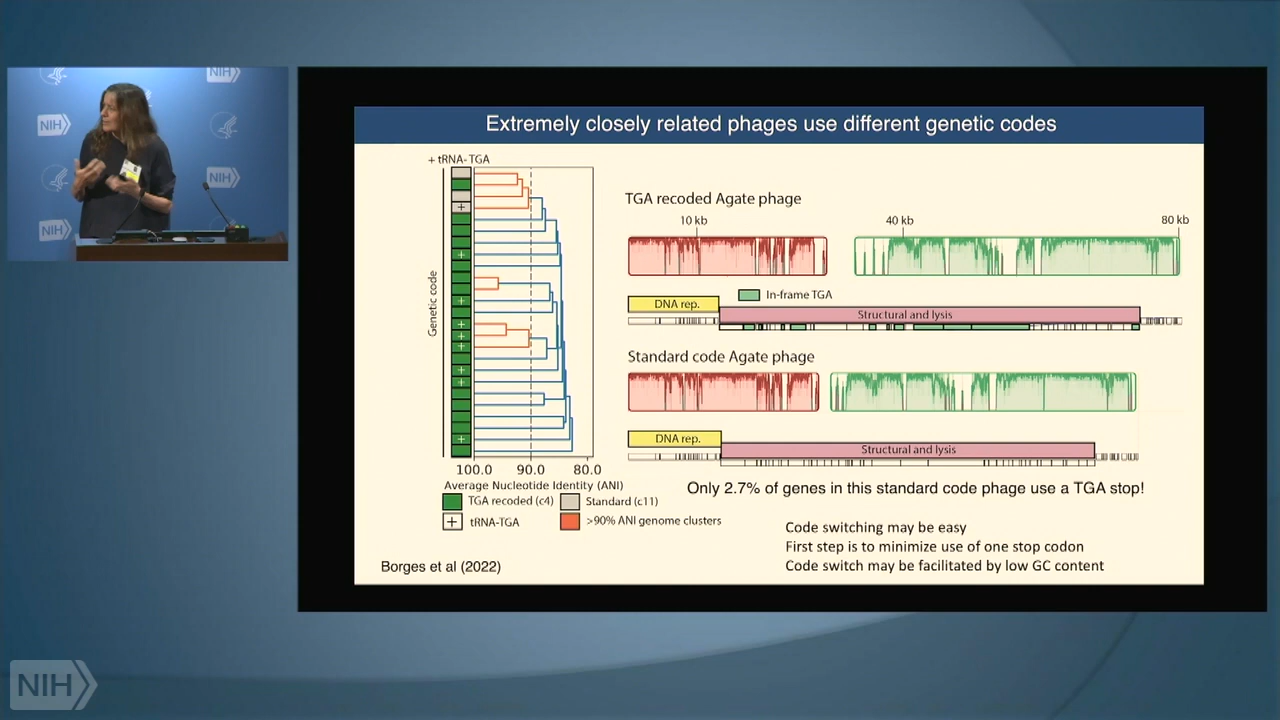 NIH
NIH
NIH
NIH
NIH
Extremely closely related phages use different genetic codes
+ tRNA-TGA
Genetic code
+
+
+
+
+
+
+
+
+
100.0 90.0 80.0
Average Nucleotide Identity (ANI)
TGA recoded (c4)
Standard (c11)
+ tRNA-TGA
>90% ANI genome clusters
Borges et al (2022)
TGA recoded Agate phage
10 kb 40 kb 80 kb
In-frame TGA
DNA rep.
Structural and lysis
Standard code Agate phage
DNA rep.
Structural and lysis
Only 2.7% of genes in this standard code phage use a TGA stop!
Code switching may be easy
First step is to minimize use of one stop codon
Code switch may be facilitated by low GC content
NIH